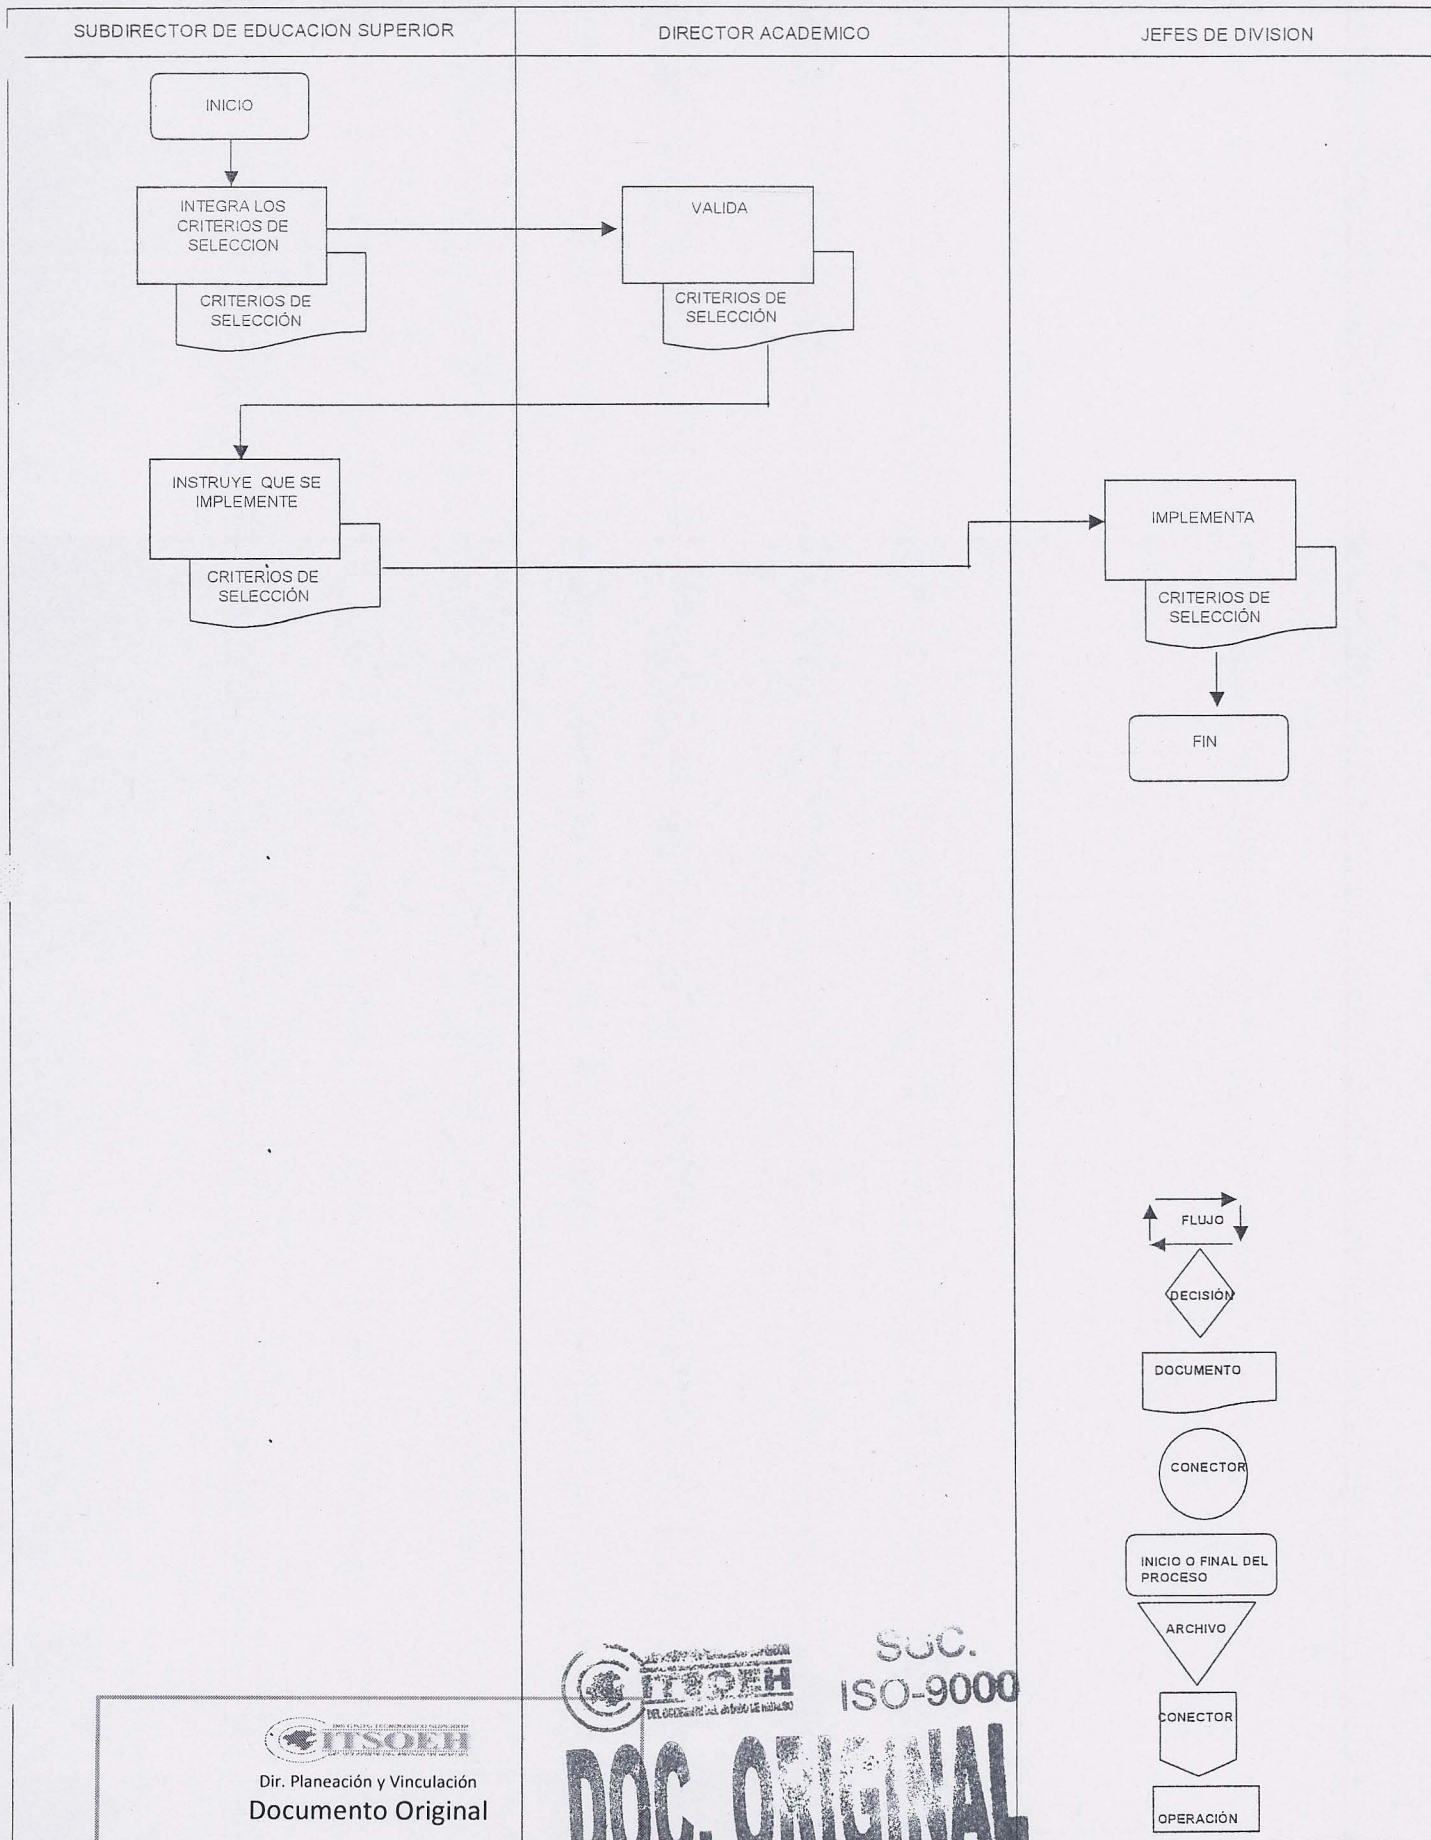 SUBDIRECTOR DE EDUCACION SUPERIOR
DIRECTOR ACADEMICO
JEFES DE DIVISION
INICIO
INTEGRA LOS
CRITERIOS DE
SELECCION
CRITERIOS DE
SELECCIÓN
VALIDA
CRITERIOS DE
SELECCIÓN
INSTRUYE QUE SE
IMPLEMENTE
CRITERIOS DE
SELECCIÓN
IMPLEMENTA
CRITERIOS DE
SELECCIÓN
FIN
FLUJO
DECISIÓN
DOCUMENTO
CONECTOR
INICIO O FINAL DEL
PROCESO
ARCHIVO
CONECTOR
OPERACIÓN
ITSOEH
SGC.
ISO-9000
DOC. ORIGINAL
ITSOEH
Dir. Planeación y Vinculación
Documento Original